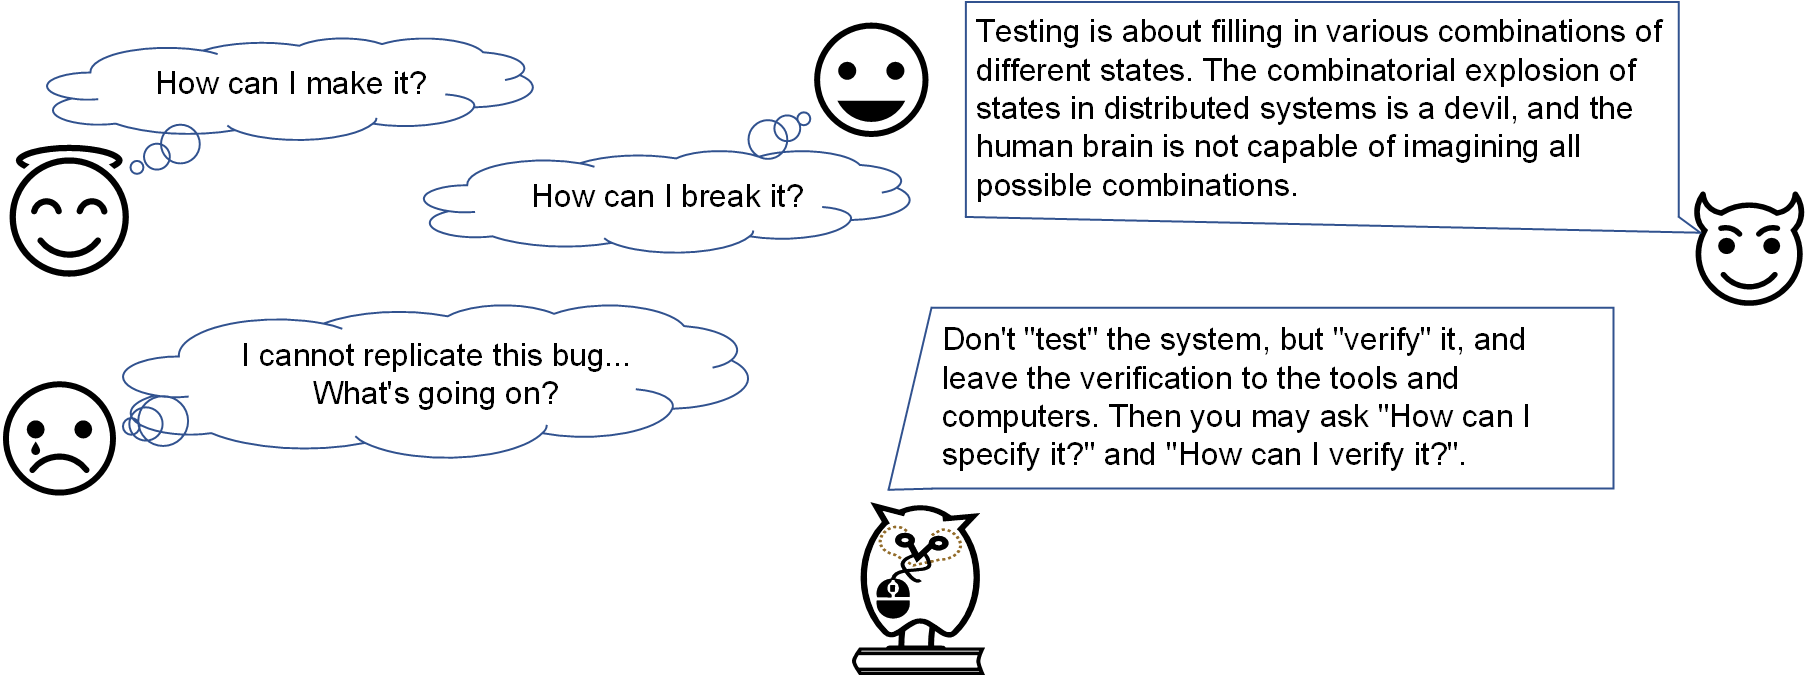 How can I make it?
How can I break it?
Testing is about filling in various combinations of
different states. The combinatorial explosion of
states in distributed systems is a devil, and the
human brain is not capable of imagining all
possible combinations.
I cannot replicate this bug...
What's going on?
Don't "test" the system, but "verify" it, and
leave the verification to the tools and
computers. Then you may ask "How can I
specify it?" and "How can I verify it?".